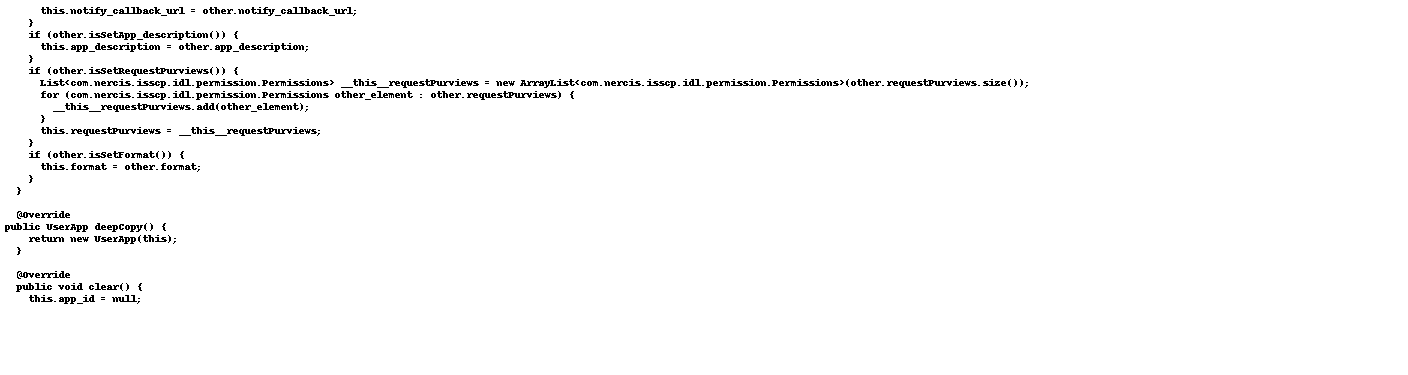 this.notify_callback_url = other.notify_callback_url;
    }
    if (other.isSetApp_description()) {
      this.app_description = other.app_description;
    }
    if (other.isSetRequestPurviews()) {
      List<com.nercis.isscp.idl.permission.Permissions> __this__requestPurviews = new ArrayList<com.nercis.isscp.idl.permission.Permissions>(other.requestPurviews.size());
      for (com.nercis.isscp.idl.permission.Permissions other_element : other.requestPurviews) {
        __this__requestPurviews.add(other_element);
      }
      this.requestPurviews = __this__requestPurviews;
    }
    if (other.isSetFormat()) {
      this.format = other.format;
    }
  }

  @Override
public UserApp deepCopy() {
    return new UserApp(this);
  }

  @Override
  public void clear() {
    this.app_id = null;